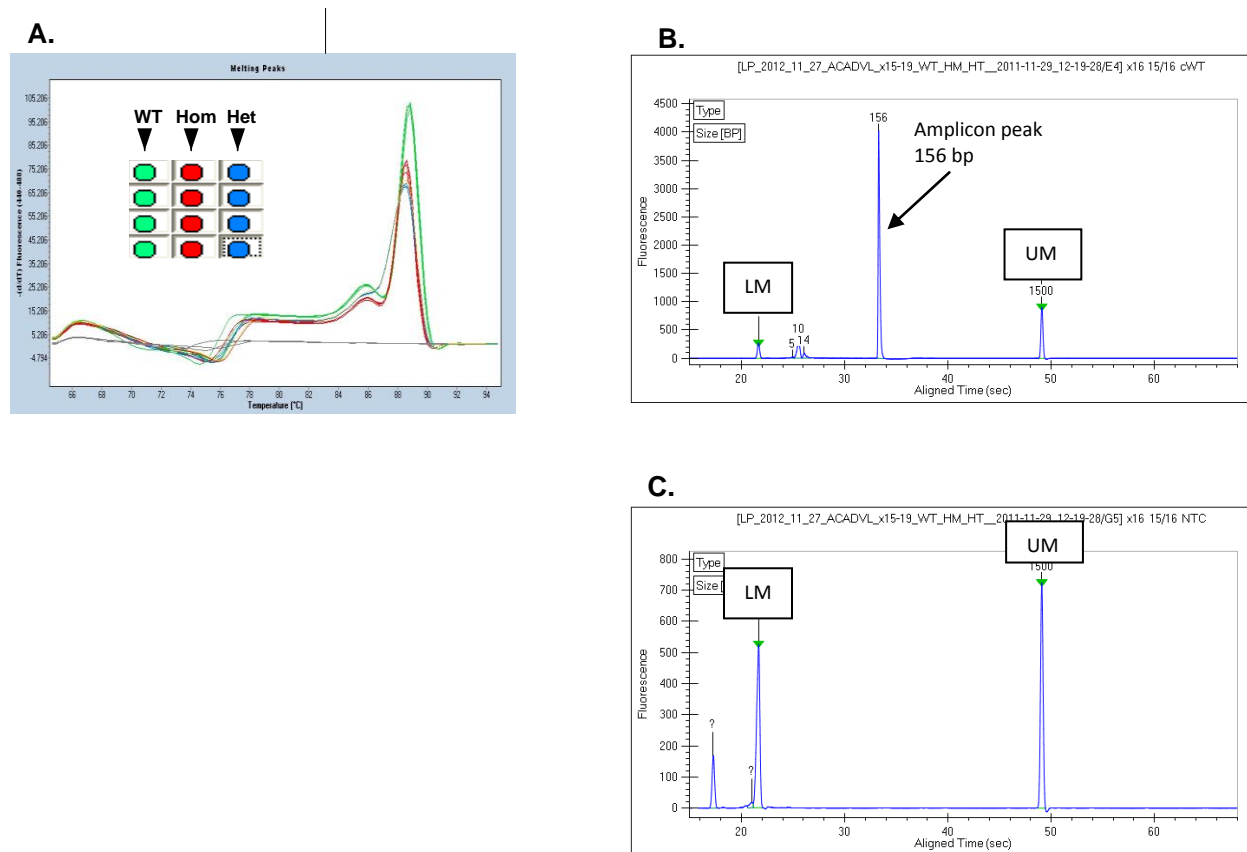 A.
Melting Peaks
WT Hom Het
105.206
95.206
85.206
75.206
65.206
55.206
45.206
35.206
25.206
15.206
5.206
4.794
-(d/dT) Fluorescence (440-488)
66 68 70 72 74 76 78 80 82 84 86 88 90 92 94
Temperature [°C]
B.
[LP_2012_11_27_ACADVL_x15-19_WT_HM_HT__2011-11-29_12-19-28/E4] x16 15/16 cWT
Type
Size [BP]
4500
4000
3500
3000
2500
2000
1500
1000
500
0
Fluorescence
156
Amplicon peak
156 bp
LM
UM
1500
5
10
14
20 30 40 50 60
Aligned Time (sec)
C.
[LP_2012_11_27_ACADVL_x15-19_WT_HM_HT__2011-11-29_12-19-28/G5] x16 15/16 NTC
Type
Size [
800
700
600
500
400
300
200
100
0
Fluorescence
LM
UM
1500
?
?
20 30 40 50 60
Aligned Time (sec)